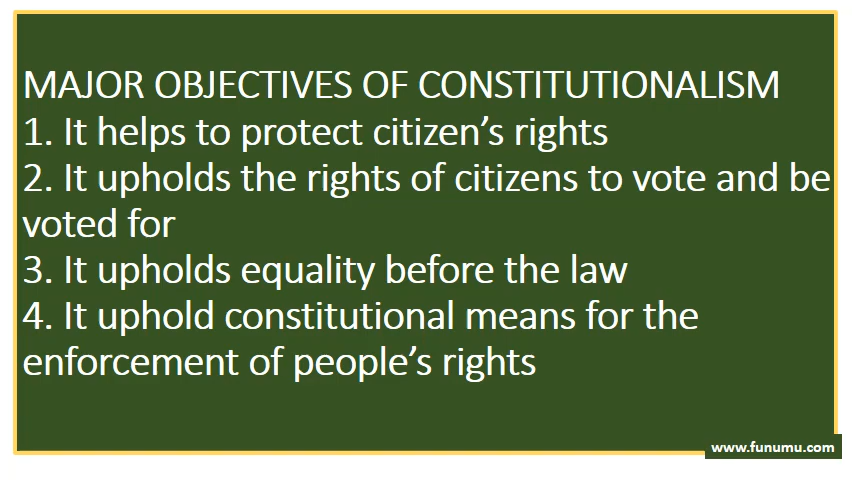 MAJOR OBJECTIVES OF CONSTITUTIONALISM
1. It helps to protect citizen’s rights
2. It upholds the rights of citizens to vote and be
voted for
3. It upholds equality before the law
4. It uphold constitutional means for the
enforcement of people’s rights
www.funumu.com